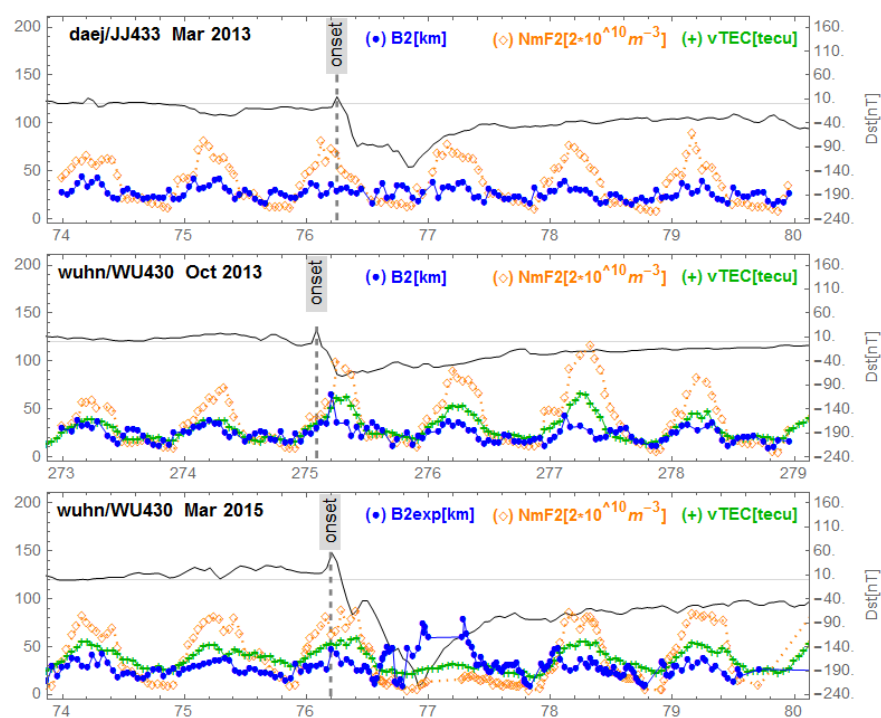 daej/JJ433 Mar 2013
onset
(•) B2[km]
(◇) NmF2[2*10^10 m^-3]
(+) vTEC[tecu]
200
150
100
50
0
160.
110.
60.
10.
-40.
-90.
-140.
-190.
-240.
Dst[nT]
74 75 76 77 78 79 80
wuhn/WU430 Oct 2013
onset
(•) B2[km]
(◇) NmF2[2*10^10 m^-3]
(+) vTEC[tecu]
200
150
100
50
0
160.
110.
60.
10.
-40.
-90.
-140.
-190.
-240.
Dst[nT]
273 274 275 276 277 278 279
wuhn/WU430 Mar 2015
onset
(•) B2exp[km]
(◇) NmF2[2*10^10 m^-3]
(+) vTEC[tecu]
200
150
100
50
0
160.
110.
60.
10.
-40.
-90.
-140.
-190.
-240.
Dst[nT]
74 75 76 77 78 79 80